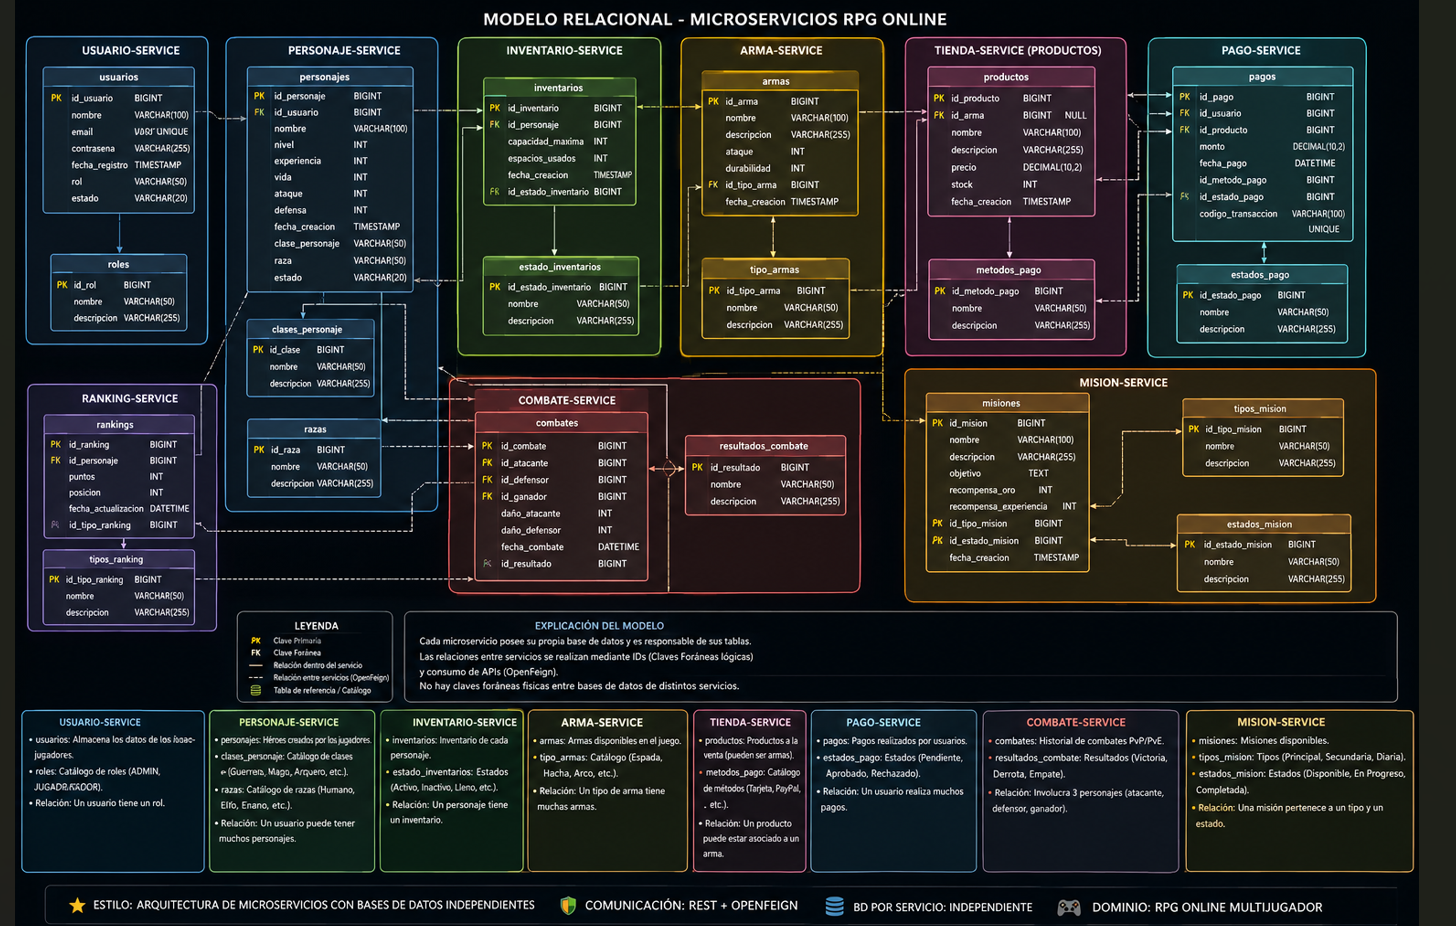 MODELO RELACIONAL - MICROSERVICIOS RPG ONLINE
USUARIO-SERVICE
usuarios
PK id_usuario BIGINT
nombre VARCHAR(100)
email UNIQUE
contrasena VARCHAR(255)
fecha_registro TIMESTAMP
rol VARCHAR(50)
estado VARCHAR(20)
roles
PK id_rol BIGINT
nombre VARCHAR(50)
descripcion VARCHAR(255)
PERSONAJE-SERVICE
personajes
PK id_personaje BIGINT
FK id_usuario BIGINT
nombre VARCHAR(100)
nivel INT
experiencia INT
vida INT
ataque INT
defensa INT
fecha_creacion TIMESTAMP
clase_personaje VARCHAR(50)
raza VARCHAR(50)
estado VARCHAR(20)
clases_personaje
PK id_clase BIGINT
nombre VARCHAR(50)
descripcion VARCHAR(255)
razas
PK id_raza BIGINT
nombre VARCHAR(50)
descripcion VARCHAR(255)
INVENTARIO-SERVICE
inventarios
PK id_inventario BIGINT
FK id_personaje BIGINT
capacidad_maxima INT
espacios_usados INT
fecha_creacion TIMESTAMP
FK id_estado_inventario BIGINT
estado_inventarios
PK id_estado_inventario BIGINT
nombre VARCHAR(50)
descripcion VARCHAR(255)
ARMA-SERVICE
armas
PK id_arma BIGINT
nombre VARCHAR(100)
descripcion VARCHAR(255)
ataque INT
durabilidad INT
FK id_tipo_arma BIGINT
fecha_creacion TIMESTAMP
tipo_armas
PK id_tipo_arma BIGINT
nombre VARCHAR(50)
descripcion VARCHAR(255)
TIENDA-SERVICE (PRODUCTOS)
productos
PK id_producto BIGINT
FK id_arma BIGINT NULL
nombre VARCHAR(100)
descripcion VARCHAR(255)
precio DECIMAL(10,2)
stock INT
fecha_creacion TIMESTAMP
metodos_pago
PK id_metodo_pago BIGINT
nombre VARCHAR(50)
descripcion VARCHAR(255)
PAGO-SERVICE
pagos
PK id_pago BIGINT
FK id_usuario BIGINT
FK id_producto BIGINT
monto DECIMAL(10,2)
fecha_pago DATETIME
id_metodo_pago BIGINT
id_estado_pago BIGINT
codigo_transaccion VARCHAR(100)
UNIQUE
estados_pago
PK id_estado_pago BIGINT
nombre VARCHAR(50)
descripcion VARCHAR(255)
RANKING-SERVICE
rankings
PK id_ranking BIGINT
FK id_personaje BIGINT
puntos INT
posicion INT
fecha_actualizacion DATETIME
id_tipo_ranking BIGINT
tipos_ranking
PK id_tipo_ranking BIGINT
nombre VARCHAR(50)
descripcion VARCHAR(255)
COMBATE-SERVICE
combates
PK id_combate BIGINT
FK id_atacante BIGINT
FK id_defensor BIGINT
FK id_ganador BIGINT
daño_atacante INT
daño_defensor INT
fecha_combate DATETIME
id_resultado BIGINT
resultados_combate
PK id_resultado BIGINT
nombre VARCHAR(50)
descripcion VARCHAR(255)
MISION-SERVICE
misiones
PK id_mision BIGINT
nombre VARCHAR(100)
descripcion VARCHAR(255)
objetivo TEXT
recompensa_oro INT
recompensa_experiencia INT
PK id_tipo_mision BIGINT
id_estado_mision BIGINT
fecha_creacion TIMESTAMP
tipos_mision
PK id_tipo_mision BIGINT
nombre VARCHAR(50)
descripcion VARCHAR(255)
estados_mision
PK id_estado_mision BIGINT
nombre VARCHAR(50)
descripcion VARCHAR(255)
LEYENDA
PK Clave Primaria
FK Clave Foránea
Relación dentro del servicio
Relación entre servicios (OpenFeign)
Tabla de referencia / Catálogo
EXPLICACIÓN DEL MODELO
Cada microservicio posee su propia base de datos y es responsable de sus tablas.
Las relaciones entre servicios se realizan mediante IDs (Claves Foráneas lógicas)
y consumo de APIs (OpenFeign).
No hay claves foráneas físicas entre bases de datos de distintos servicios.
USUARIO-SERVICE
• usuarios: Almacena los datos de los
jugadores.
• roles: Catálogo de roles (ADMIN,
• Relación: Un usuario tiene un rol.
PERSONAJE-SERVICE
• personajes: Héroes creados por los jugadores.
• clases_personaje: Catálogo de clases
(Guerrera, Mago, Arquero, etc.).
• razas: Catálogo de razas (Humano,
Elfo, Enano, etc.).
• Relación: Un usuario puede tener
muchos personajes.
INVENTARIO-SERVICE
• inventarios: Inventario de cada
personaje.
• estado_inventarios: Estados
(Activo, Inactivo, Lleno, etc.).
• Relación: Un personaje tiene
un inventario.
ARMA-SERVICE
• armas: Armas disponibles en el juego.
• tipo_armas: Catálogo (Espada,
Hacha, Arco, etc.).
• Relación: Un tipo de arma tiene
muchas armas.
TIENDA-SERVICE
• productos: Productos a la
venta (pueden ser armas).
• metodos_pago: Catálogo
de métodos (Tarjeta, PayPal,
. etc.).
• Relación: Un producto
puede estar asociado a un
arma.
PAGO-SERVICE
• pagos: Pagos realizados por usuarios.
• estados_pago: Estados (Pendiente,
Aprobado, Rechazado).
• Relación: Un usuario realiza muchos
pagos.
COMBATE-SERVICE
• combates: Historial de combates PvP/PvE.
• resultados_combate: Resultados (Victoria,
Derrota, Empate).
• Relación: Involucra 3 personajes (atacante,
defensor, ganador).
MISION-SERVICE
• misiones: Misiones disponibles.
• tipos_mision: Tipos (Principal, Secundaria, Diaria).
• estados_mision: Estados (Disponible, En Progreso,
Completada).
• Relación: Una misión pertenece a un tipo y un
estado.
ESTILO: ARQUITECTURA DE MICROSERVICIOS CON BASES DE DATOS INDEPENDIENTES
COMUNICACIÓN: REST + OPENFEIGN
BD POR SERVICIO: INDEPENDIENTE
DOMINIO: RPG ONLINE MULTIJUGADOR